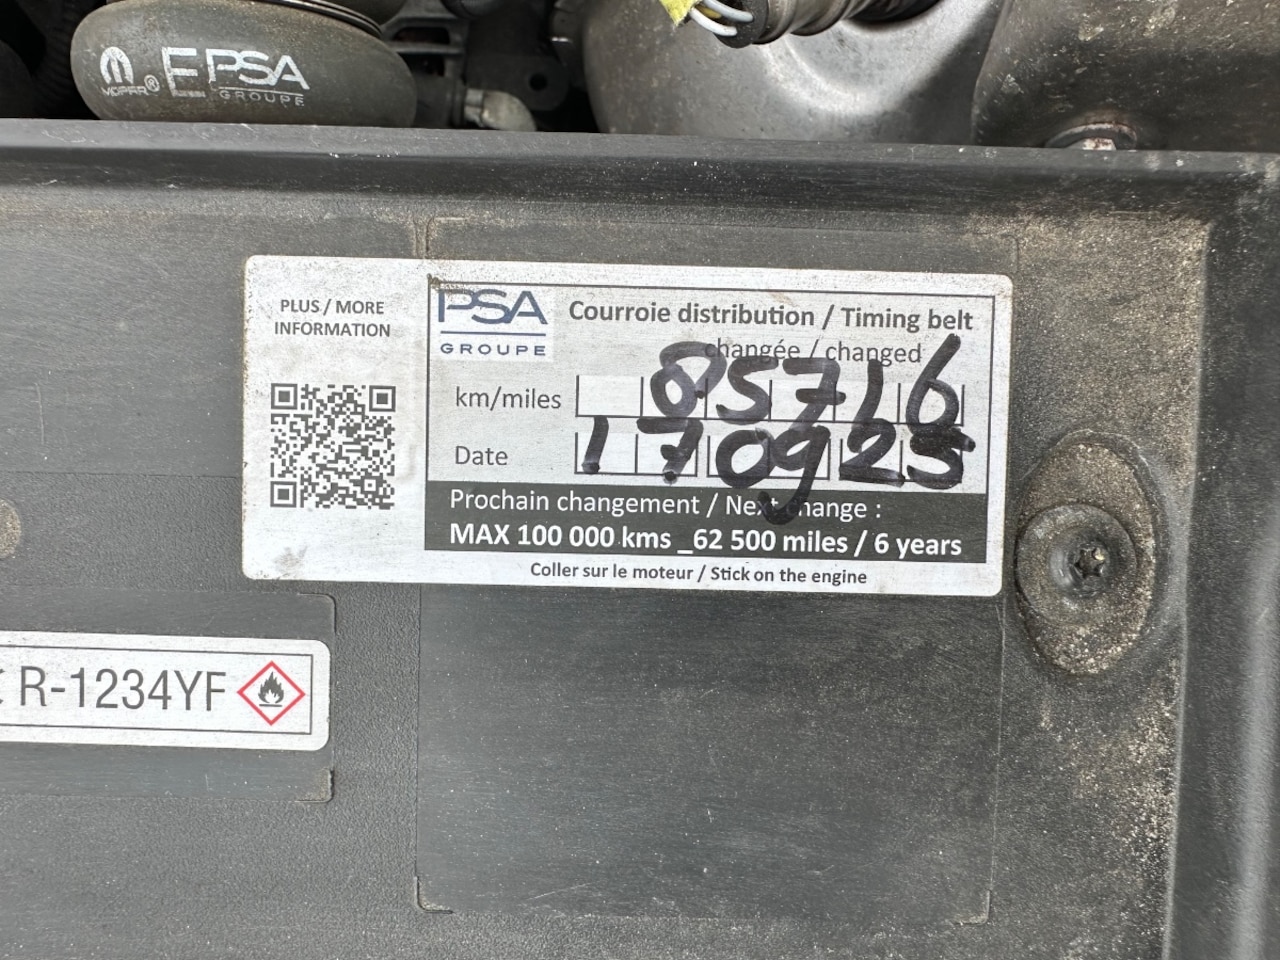 MOPAR® EPSA
GROUPE
PLUS / MORE
INFORMATION
PSA
GROUPE
Courroie distribution / Timing belt
changée / changed
km/miles 85716
Date 170923
Prochain changement / Next change :
MAX 100 000 kms _62 500 miles / 6 years
Coller sur le moteur / Stick on the engine
R-1234YF